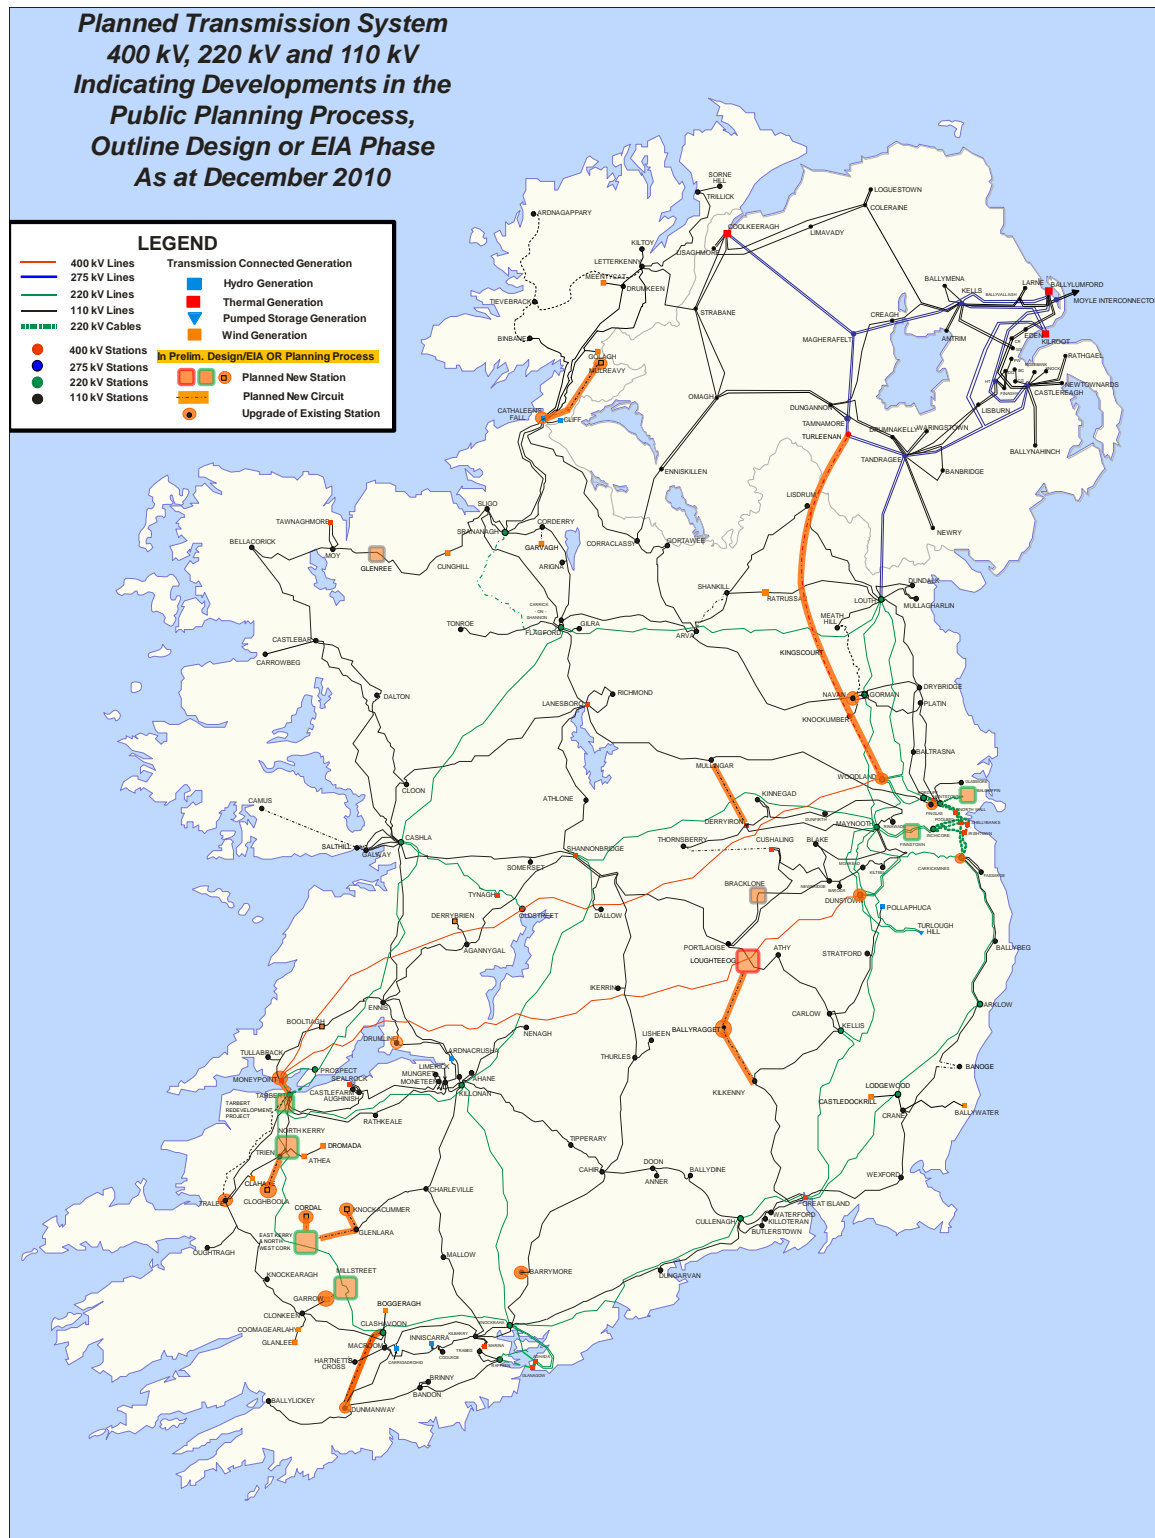 Planned Transmission System
400 kV, 220 kV and 110 kV
Indicating Developments in the
Public Planning Process,
Outline Design or EIA Phase
As at December 2010
LEGEND
400 kV Lines
275 kV Lines
220 kV Lines
110 kV Lines
220 kV Cables
400 kV Stations
275 kV Stations
220 kV Stations
110 kV Stations
Transmission Connected Generation
Hydro Generation
Thermal Generation
Pumped Storage Generation
Wind Generation
In Prelim. Design/EIA OR Planning Process
Planned New Station
Planned New Circuit
Upgrade of Existing Station
SORNE
HILL
TRILLICK
LOGUESTOWN
COLERAINE
ARDNAGAPPARY
COOLKEERAGH
LIMAVADY
KILTOY
LISAGHMORE
LETTERKENNY
MEENTYCAT
DRUMKEEN
TIEVEBRACK
STRABANE
BINBANE
GOLAGH
MULREAVY
BALLYMENA
KELLS
BALLYVALLAGH
LARNE
BALLYLUMFORD
MOYLE INTERCONNECTOR
CREAGH
MAGHERAFELT
ANTRIM
EDEN
KILROOT
RATHGAEL
NEWTOWNARDS
CASTLEREAGH
LISBURN
BALLYNAHINCH
OMAGH
DUNGANNON
TAMNAMORE
TURLEENAN
DRUMNAKELLY
WARINGSTOWN
TANDRAGEE
BANBRIDGE
NEWRY
CATHALEEN'S
FALL
CLIFF
ENNISKILLEN
LISDRUM
SLIGO
SRANANAGH
CORDERRY
GARVAGH
ARIGNA
CORRACLASSY
GORTAWEE
TAWNAGHMORE
BELLACORICK
MOY
GLENREE
CUNGHILL
SHANKILL
RATRUSSAN
LOUTH
DUNDALK
MULLAGHARLIN
MEATH
HILL
CARRICK
- ON -
SHANNON
TONROE
FLAGFORD
GILRA
ARVA
KINGSCOURT
CASTLEBAR
CARROWBEG
DALTON
LANESBORO
RICHMOND
NAVAN
GORMAN
DRYBRIDGE
PLATIN
KNOCKUMBER
BALTRASNA
MULLINGAR
WOODLAND
CLOON
ATHLONE
KINNEGAD
CAMUS
DERRYIRON
MAYNOOTH
CASHLA
SALTHILL
GALWAY
THORNSBERRY
CUSHALING
BLAKE
SHANNONBRIDGE
SOMERSET
CARRICKMINES
BRACKLONE
DUNSTOWN
POLLAPHUCA
TYNAGH
OLDSTREET
DALLOW
DERRYBRIEN
AGANNYGAL
TURLOUGH
HILL
PORTLAOISE
LOUGHTEEOG
ATHY
STRATFORD
BALLYBEG
IKERRIN
ENNIS
BOOLTIAGH
DRUMLINE
NENAGH
LISHEEN
BALLYRAGGET
CARLOW
KELLIS
ARKLOW
TULLABRACK
MONEYPOINT
PROSPECT
ARDNACRUSHA
LIMERICK
MUNGRET
MONETEEN
AHANE
KILLONAN
THURLES
BANOGE
TARBERT
TARBERT
REDEVELOPMENT
PROJECT
SEALROCK
CASTLEFARM
AUGHINISH
RATHKEALE
KILKENNY
LODGEWOOD
CASTLEDOCKRILL
CRANE
BALLYWATER
NORTH KERRY
TRIEN
DROMADA
ATHEA
TIPPERARY
CLAHANE
CLOGHBOOLA
TRALEE
CAHIR
DOON
ANNER
BALLYDINE
WEXFORD
CHARLEVILLE
CORDAL
KNOCKACUMMER
GREAT ISLAND
CULLENAGH
WATERFORD
KILLOTERAN
BUTLERSTOWN
EAST KERRY
& NORTH
WEST CORK
GLENLARA
OUGHTRAGH
MALLOW
BARRYMORE
DUNGARVAN
KNOCKEARAGH
MILLSTREET
GARROW
CLONKEEN
BOGGERAGH
COOMAGEARLAHY
GLANLEE
CLASHAVOON
INNISCARRA
MACROOM
HARTNETTS
CROSS
CARRIGADROHID
BRINNY
BANDON
BALLYLICKEY
DUNMANWAY